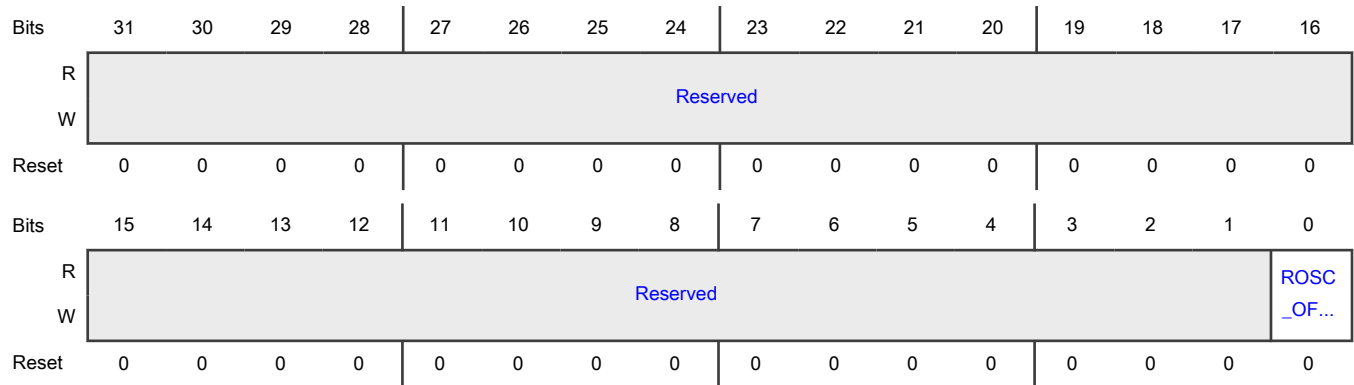 Bits 31 30 29 28 27 26 25 24 23 22 21 20 19 18 17 16
R
Reserved
W
Reset 0 0 0 0 0 0 0 0 0 0 0 0 0 0 0 0
Bits 15 14 13 12 11 10 9 8 7 6 5 4 3 2 1 0
R ROSC
Reserved
W _OF...
Reset 0 0 0 0 0 0 0 0 0 0 0 0 0 0 0 0